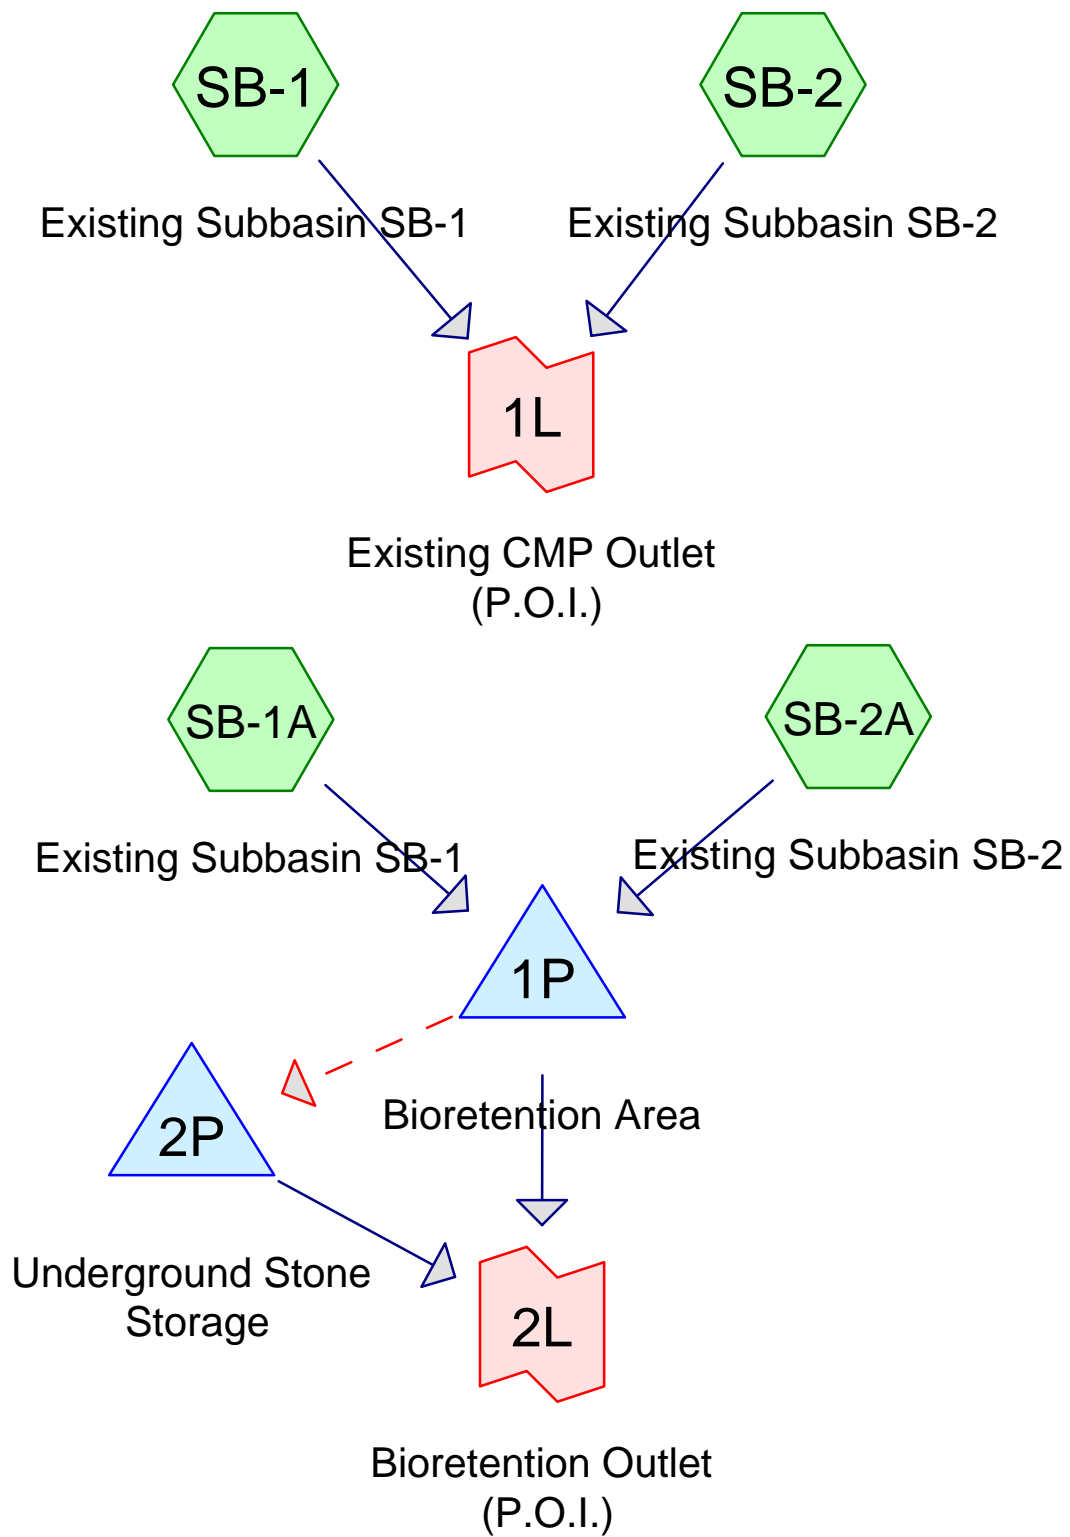 SB-1
SB-2
Existing Subbasin SB-1
Existing Subbasin SB-2
1L
Existing CMP Outlet
(P.O.I.)
SB-1A
SB-2A
Existing Subbasin SB-1
Existing Subbasin SB-2
1P
Bioretention Area
2P
Underground Stone
Storage
2L
Bioretention Outlet
(P.O.I.)